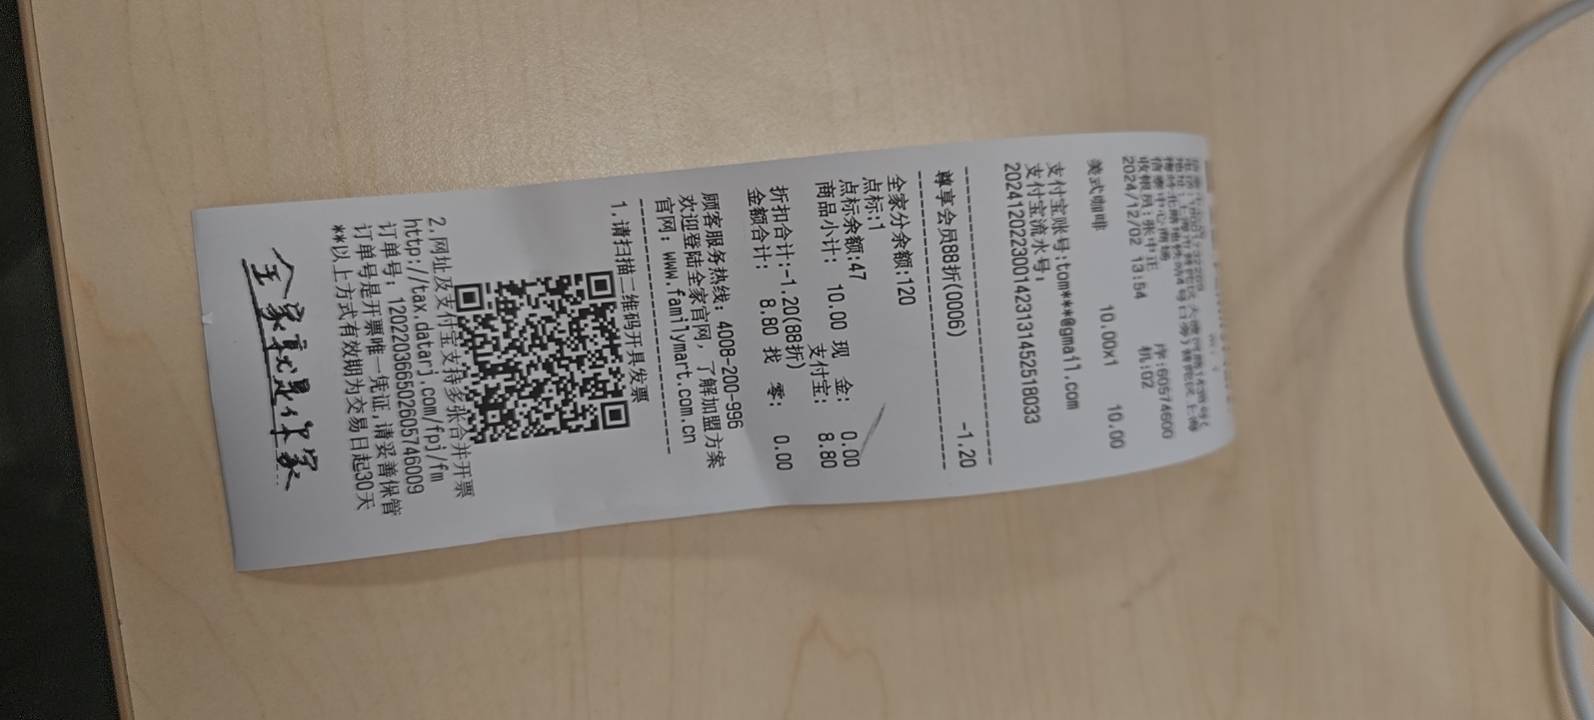 收银员:张中正 机:02
2024/12/02 13:54
美式咖啡 10.00x1 10.00
支付宝账号:tom***@gmail.com
支付宝流水号:
2024120223001423131452518033
--------------------------------
尊享会员88折(0006) -1.20
--------------------------------
全家分余额:120
点标:1
点标余额:47
商品小计: 10.00 现 金: 0.00
支付宝: 8.80
折扣合计:-1.20(88折)
金额合计: 8.80 找 零: 0.00
顾客服务热线: 4008-200-996
欢迎登陆全家官网, 了解加盟方案
官网: www.familymart.com.cn
--------------------------------
1.请扫描二维码开具发票
2.网址及支付宝支持多张合并开票
http://tax.datarj.com/fpj/fm
订单号: 1202203665026057460​09
订单号是开票唯一凭证,请妥善保管
**以上方式有效期为交易日起30天
全家就是你家